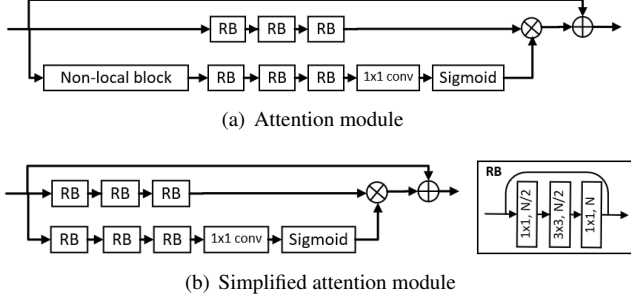 RB RB RB
Non-local block RB RB RB 1x1 conv Sigmoid
(a) Attention module
RB
RB RB RB
1x1, N/2
3x3, N/2
1x1, N
RB RB RB 1x1 conv Sigmoid
(b) Simplified attention module